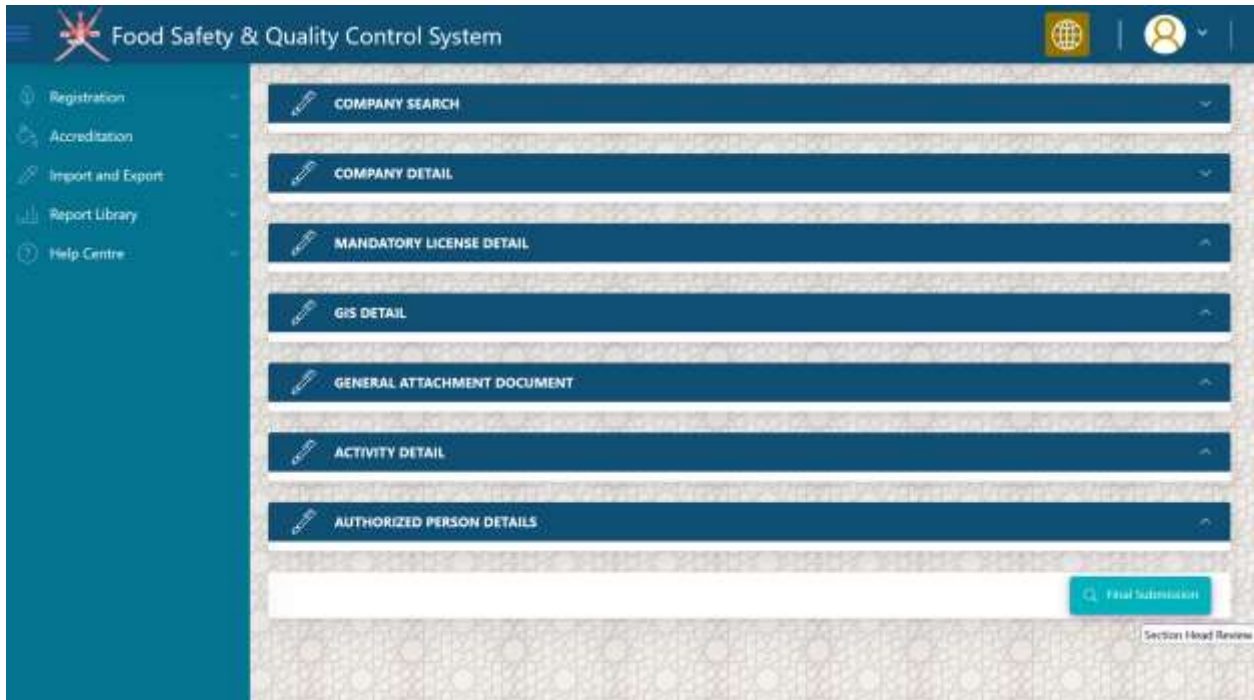 Food Safety & Quality Control System
Registration
Accreditation
Import and Export
Report Library
Help Centre
COMPANY SEARCH
COMPANY DETAIL
MANDATORY LICENSE DETAIL
GIS DETAIL
GENERAL ATTACHMENT DOCUMENT
ACTIVITY DETAIL
AUTHORIZED PERSON DETAILS
Final Submission
Section Head Review